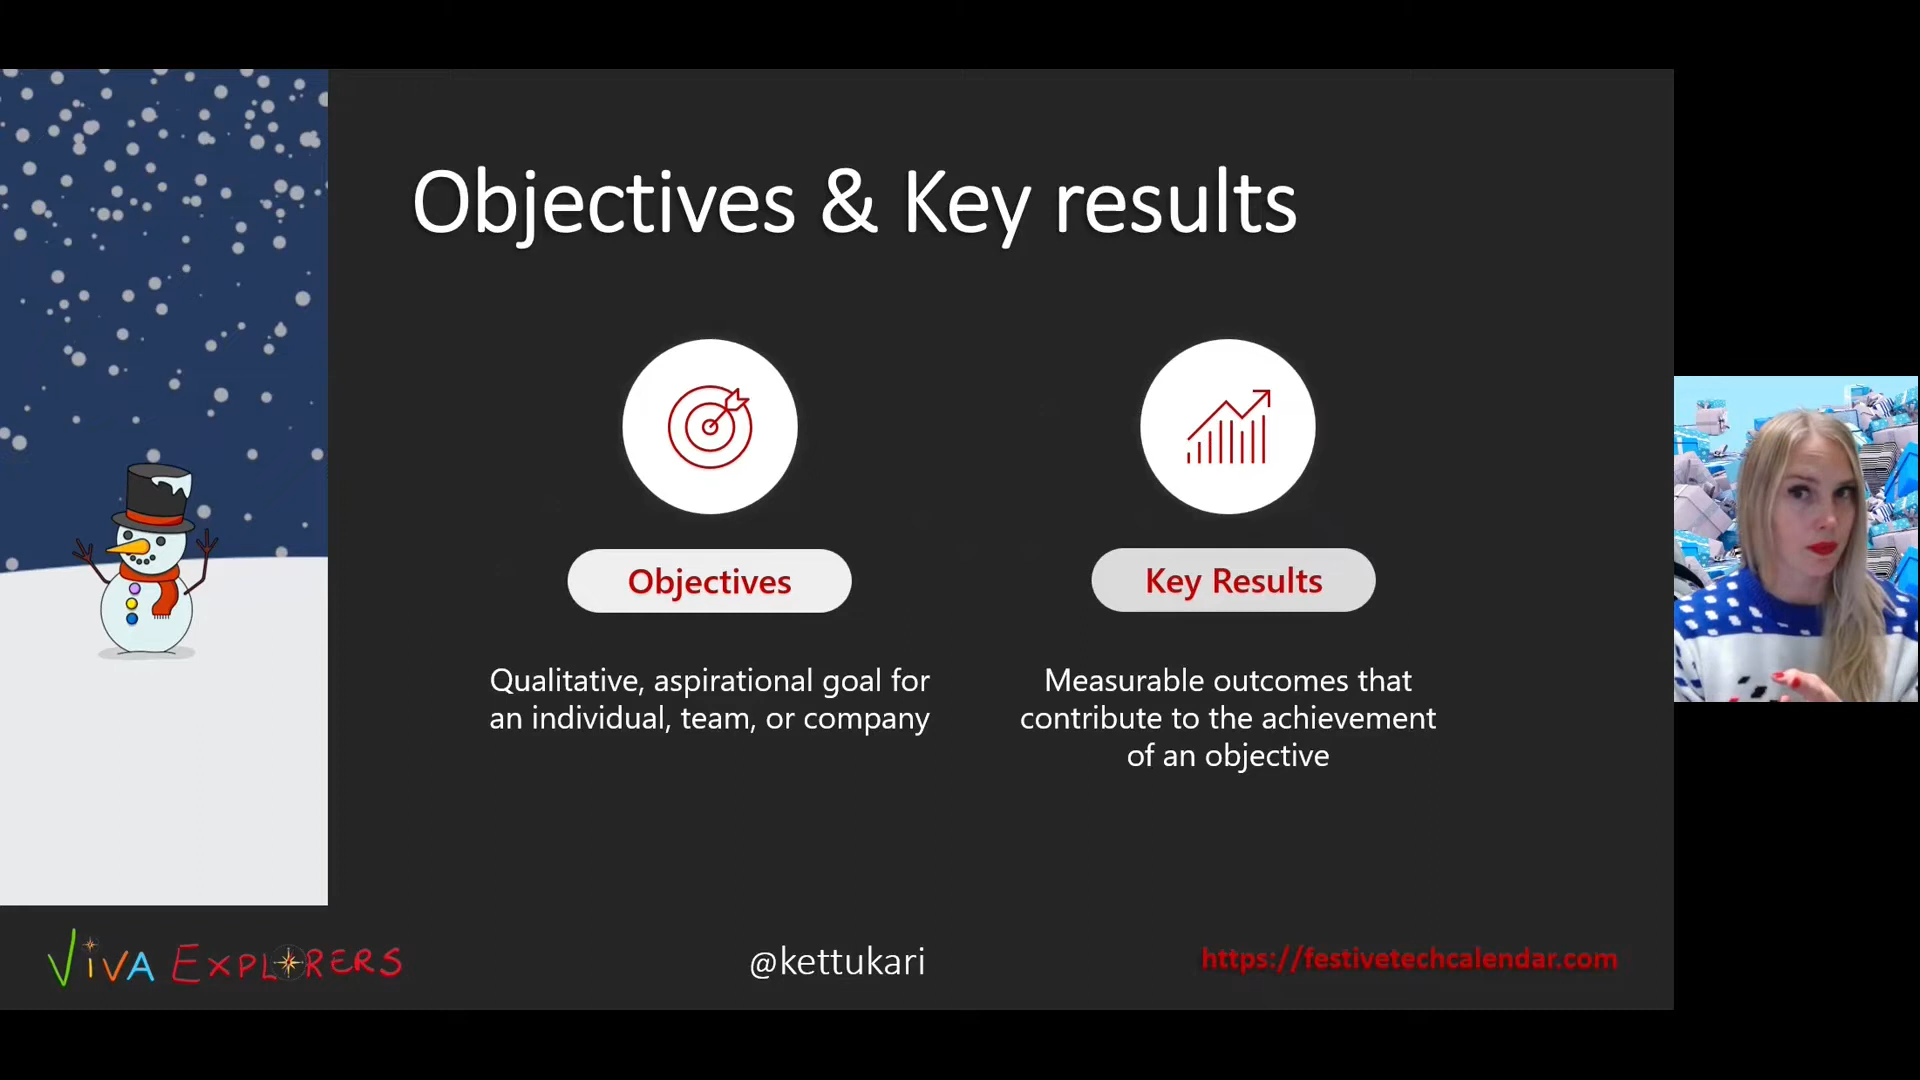 Objectives & Key results
Objectives
Key Results
Qualitative, aspirational goal for
an individual, team, or company
Measurable outcomes that
contribute to the achievement
of an objective
ViVA EXPLORERS
@kettukari
https://festivetechcalendar.com